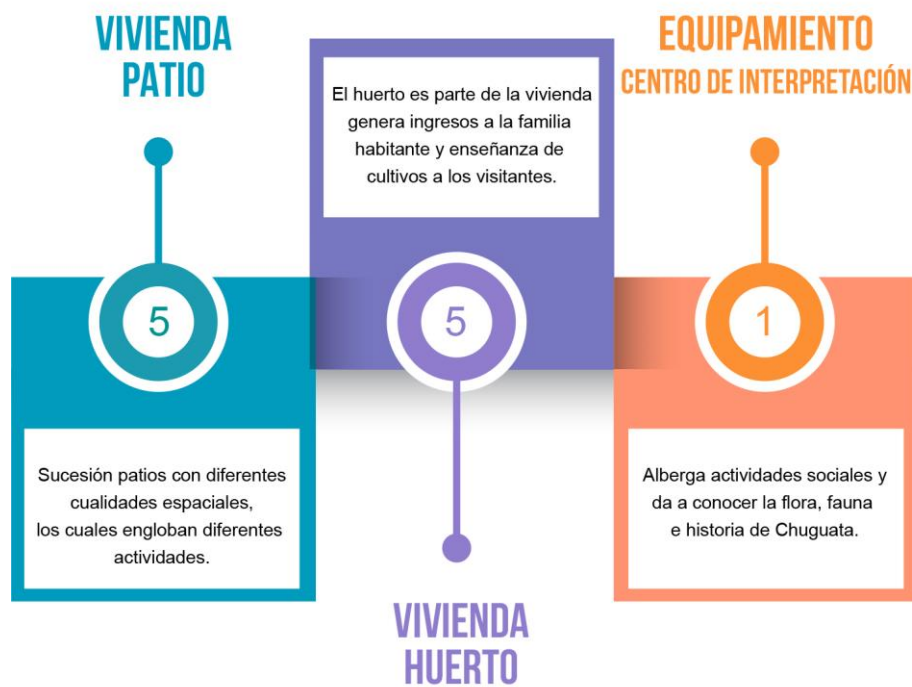 VIVIENDA
PATIO
5
Sucesión patios con diferentes
cualidades espaciales,
los cuales engloban diferentes
actividades.
El huerto es parte de la vivienda
genera ingresos a la familia
habitante y enseñanza de
cultivos a los visitantes.
5
VIVIENDA
HUERTO
EQUIPAMIENTO
CENTRO DE INTERPRETACIÓN
1
Alberga actividades sociales y
da a conocer la flora, fauna
e historia de Chuguata.